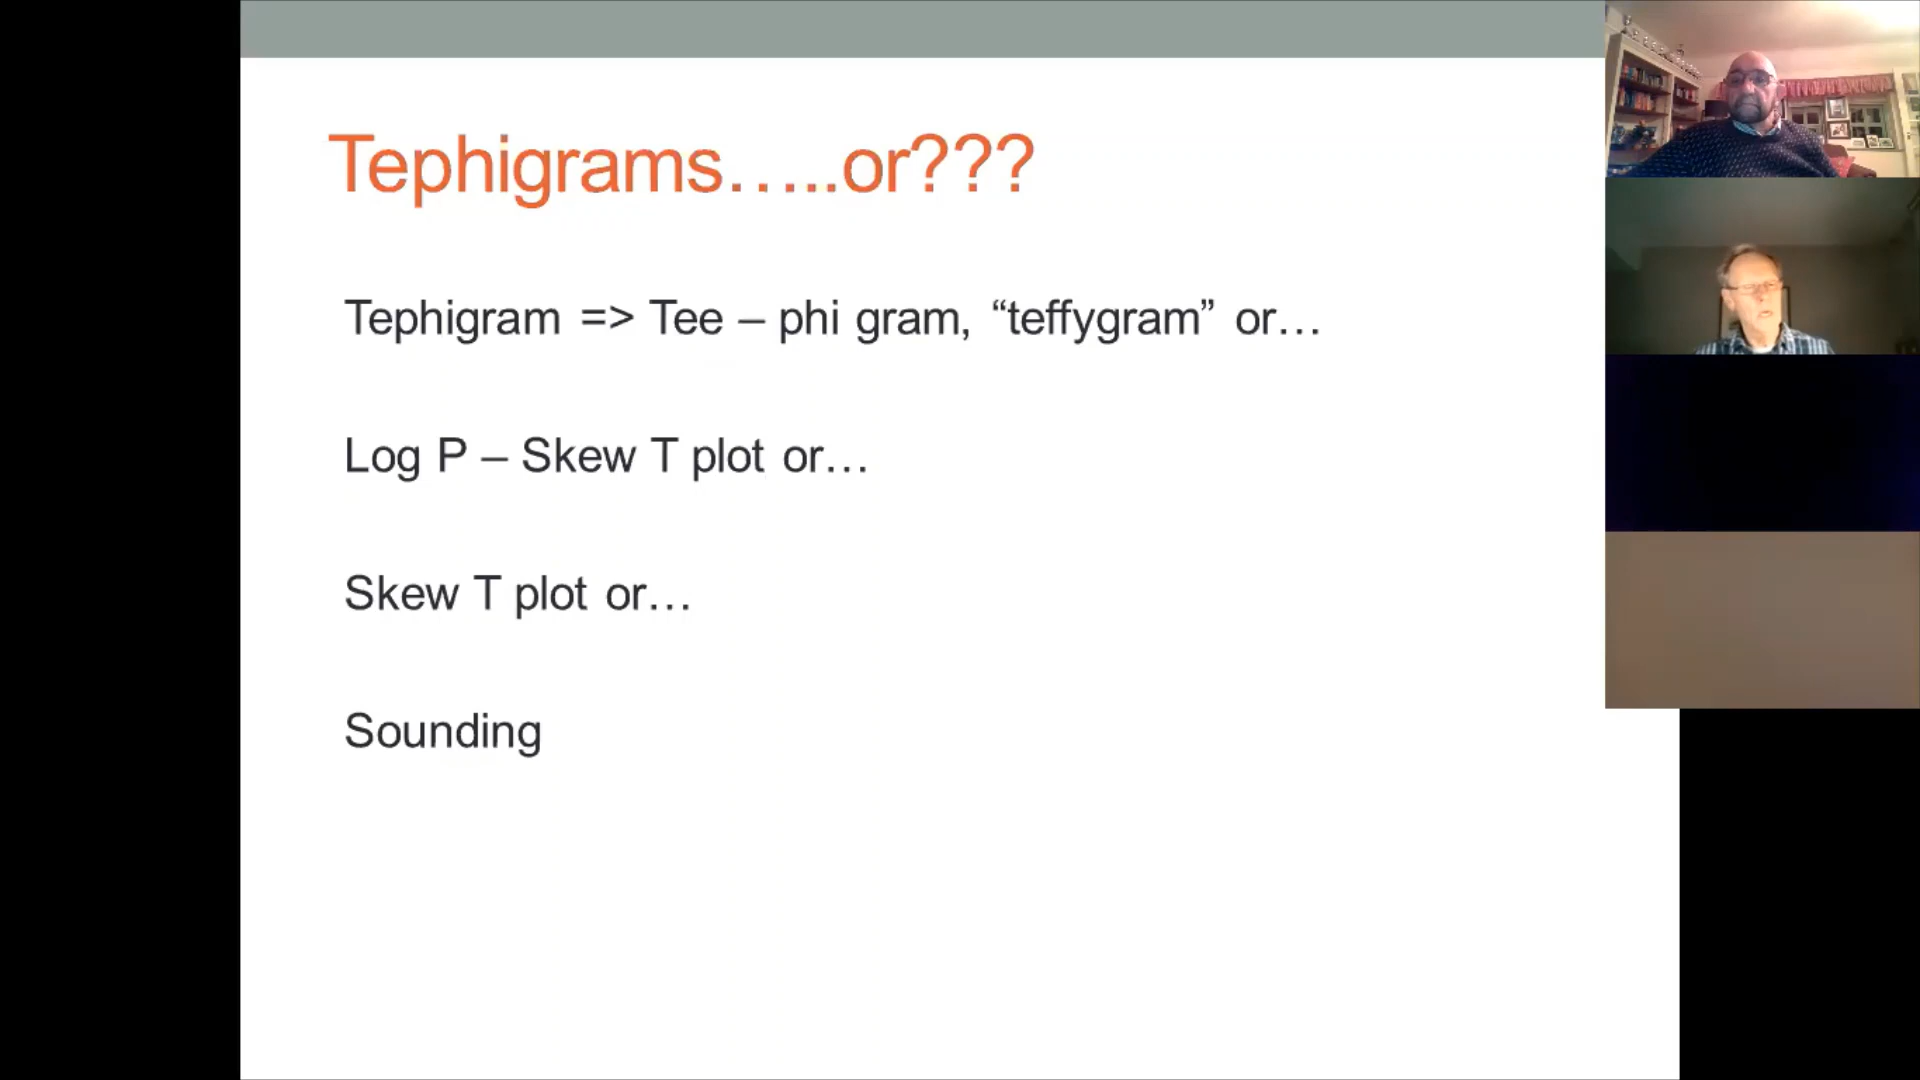 Tephigrams…..or???
Tephigram => Tee – phi gram, “teffygram” or…
Log P – Skew T plot or…
Skew T plot or…
Sounding